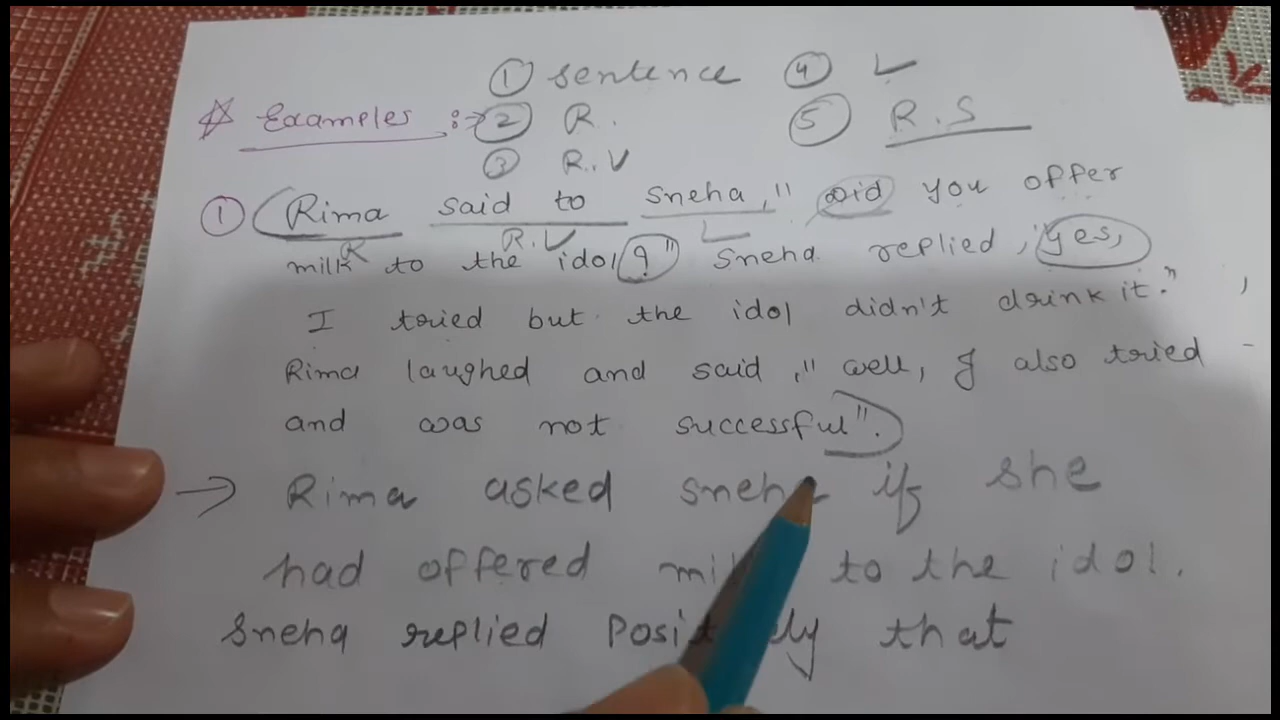 ① sentence ④ L
☆ Examples :→ ② R. ⑤ R.S
③ R.V
① Rima said to Sneha," Did you offer
R R.V L
milk to the idol?" Sneha replied,"yes,
I tried but the idol didn't drink it."
Rima laughed and said," well, I also tried
and was not successful".
→ Rima asked Sneha if she
had offered to the idol.
Sneha replied that